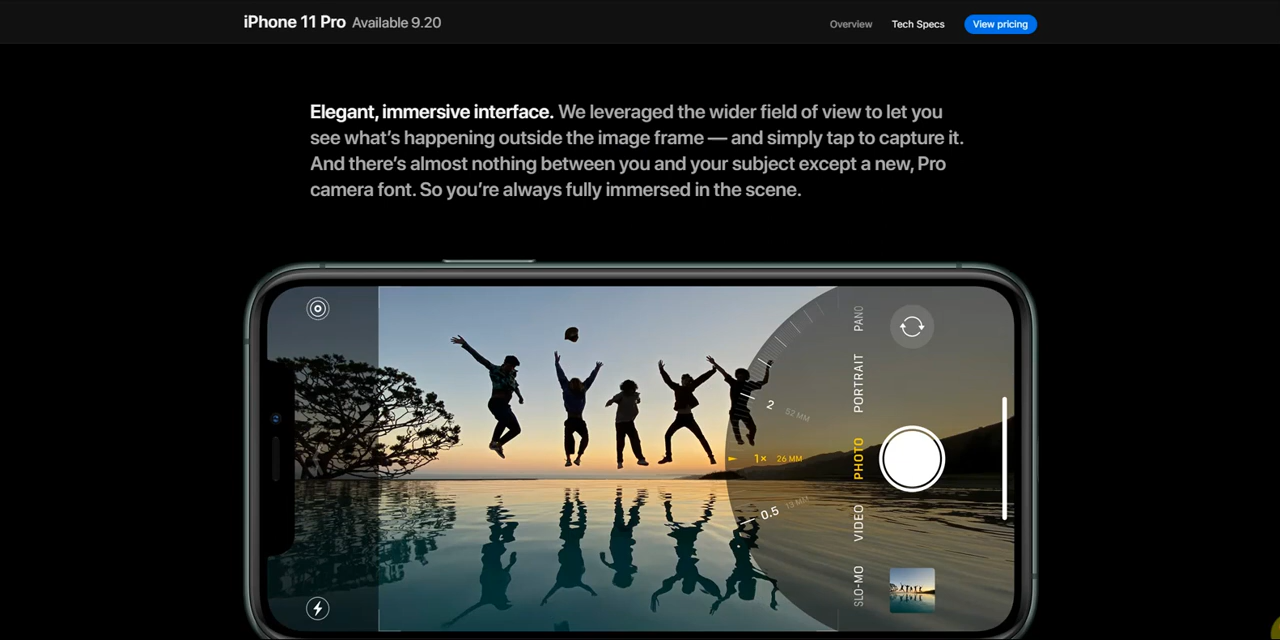 iPhone 11 Pro Available 9.20
Overview Tech Specs View pricing
Elegant, immersive interface. We leveraged the wider field of view to let you
see what’s happening outside the image frame — and simply tap to capture it.
And there’s almost nothing between you and your subject except a new, Pro
camera font. So you’re always fully immersed in the scene.
PANO
PORTRAIT
2 52 MM
1× 26 MM
PHOTO
0.5 13 MM
VIDEO
SLO-MO